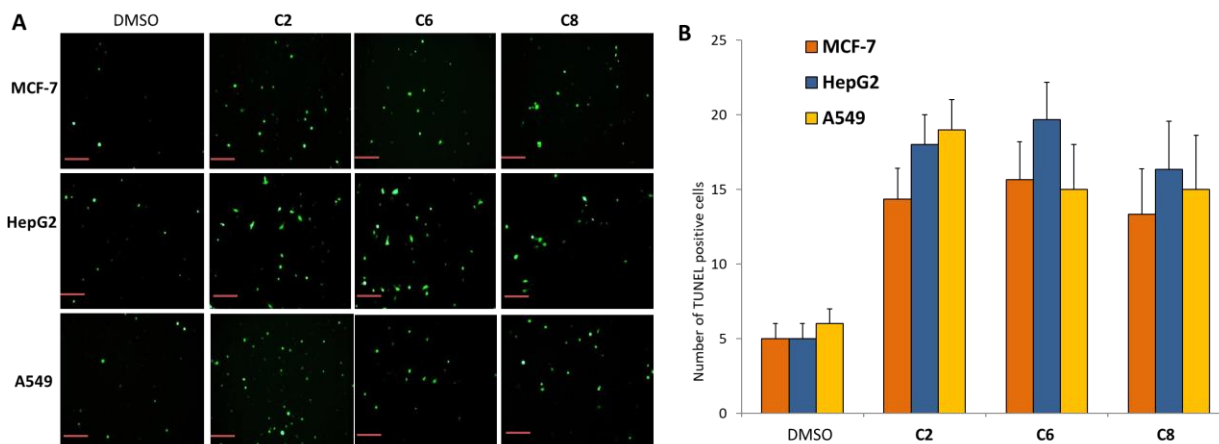 A
DMSO C2 C6 C8
MCF-7
HepG2
A549
B
Number of TUNEL positive cells
25
20
15
10
5
0
MCF-7
HepG2
A549
DMSO C2 C6 C8